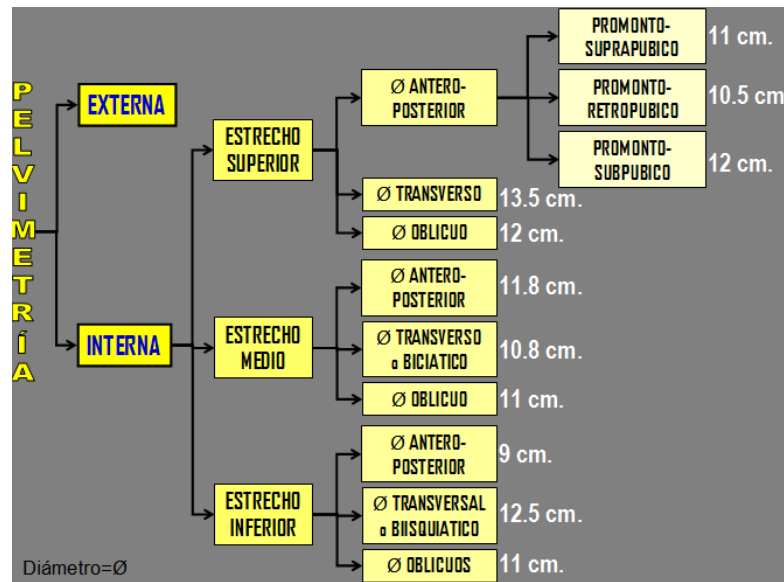 PELVIMETRÍA
EXTERNA
INTERNA
ESTRECHO
SUPERIOR
Ø ANTERO-
POSTERIOR
PROMONTO-
SUPRAPUBICO
11 cm.
PROMONTO-
RETROPUBICO
10.5 cm
PROMONTO-
SUBPUBICO
12 cm.
Ø TRANSVERSO
13.5 cm.
Ø OBLICUO
12 cm.
ESTRECHO
MEDIO
Ø ANTERO-
POSTERIOR
11.8 cm.
Ø TRANSVERSO
o BICIATICO
10.8 cm.
Ø OBLICUO
11 cm.
ESTRECHO
INFERIOR
Ø ANTERO-
POSTERIOR
9 cm.
Ø TRANSVERSAL
o BIISQUIATICO
12.5 cm.
Ø OBLICUOS
11 cm.
Diámetro=Ø